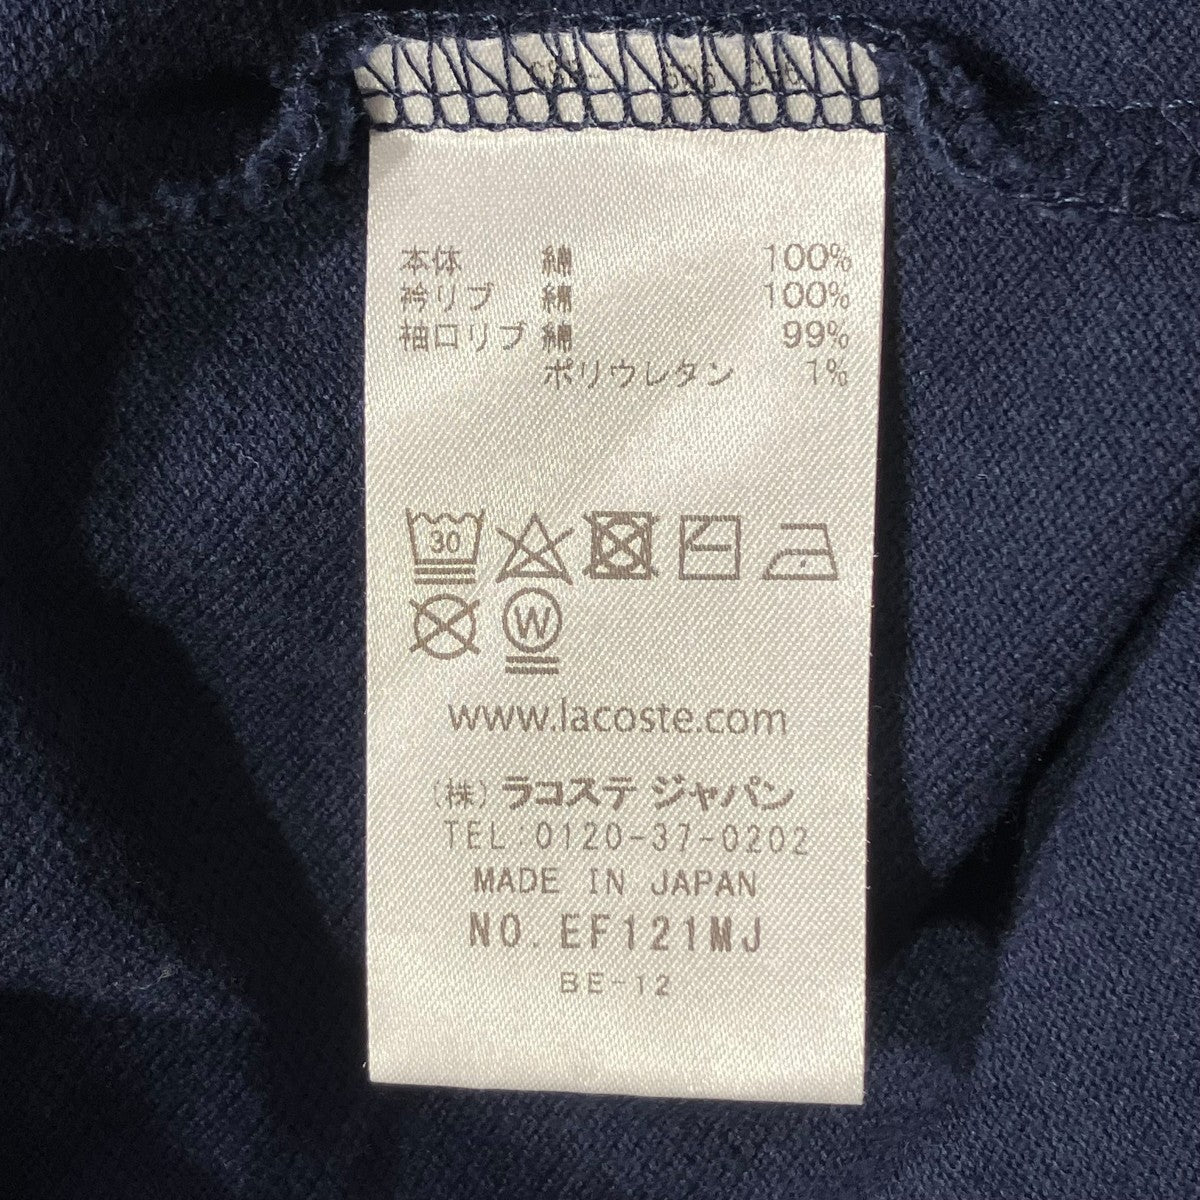 本体 綿 100%
衿リブ 綿 100%
袖口リブ 綿 99%
ポリウレタン 1%
30
W
www.lacoste.com
(株)ラコステ ジャパン
TEL:0120-37-0202
MADE IN JAPAN
NO. EF121MJ
BE-12